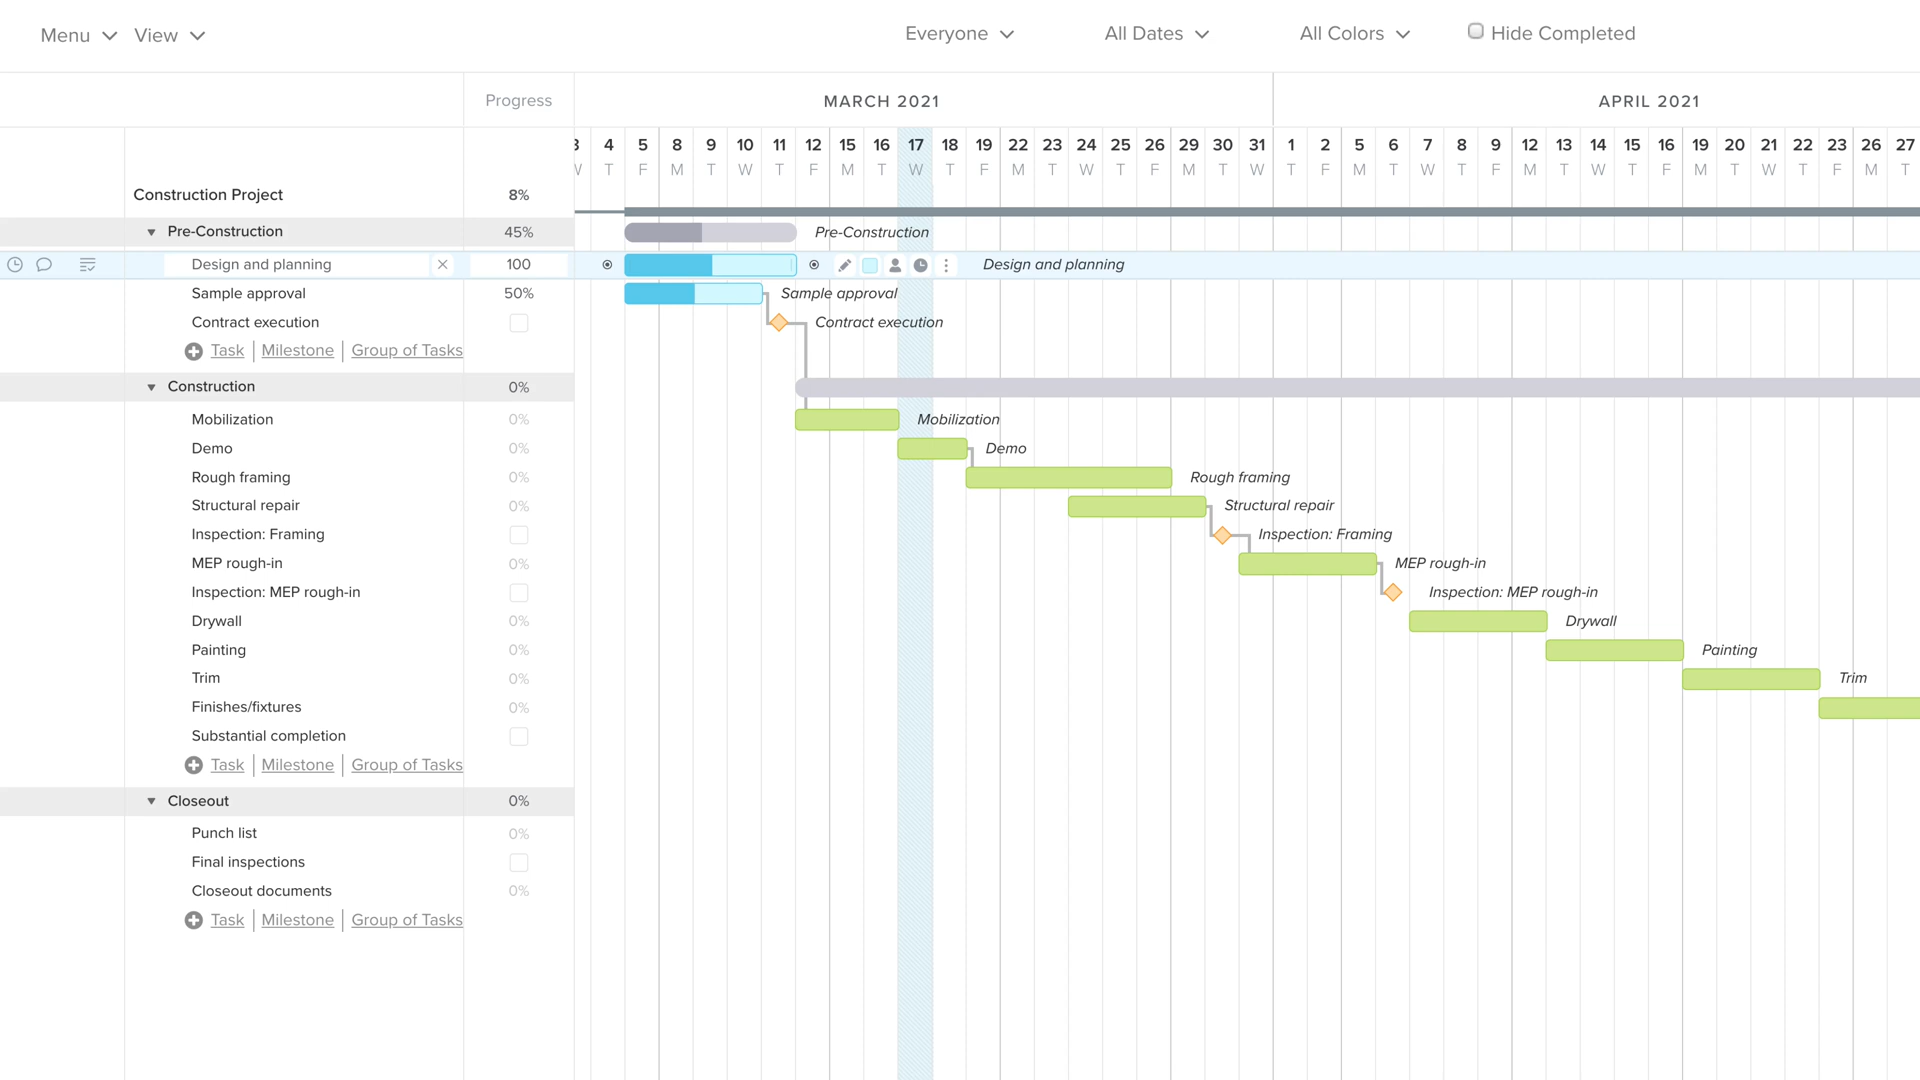 Menu View Everyone All Dates All Colors Hide Completed
Progress MARCH 2021 APRIL 2021
3 4 5 8 9 10 11 12 15 16 17 18 19 22 23 24 25 26 29 30 31 1 2 5 6 7 8 9 12 13 14 15 16 19 20 21 22 23 26 27
W T F M T W T F M T W T F M T W T F M T W T F M T W T F M T W T F M T W T F M T
Construction Project 8%
Pre-Construction 45% Pre-Construction
Design and planning 100 Design and planning
Sample approval 50% Sample approval
Contract execution Contract execution
Task Milestone Group of Tasks
Construction 0%
Mobilization 0% Mobilization
Demo 0% Demo
Rough framing 0% Rough framing
Structural repair 0% Structural repair
Inspection: Framing Inspection: Framing
MEP rough-in 0% MEP rough-in
Inspection: MEP rough-in Inspection: MEP rough-in
Drywall 0% Drywall
Painting 0% Painting
Trim 0% Trim
Finishes/fixtures 0%
Substantial completion
Task Milestone Group of Tasks
Closeout 0%
Punch list 0%
Final inspections
Closeout documents 0%
Task Milestone Group of Tasks